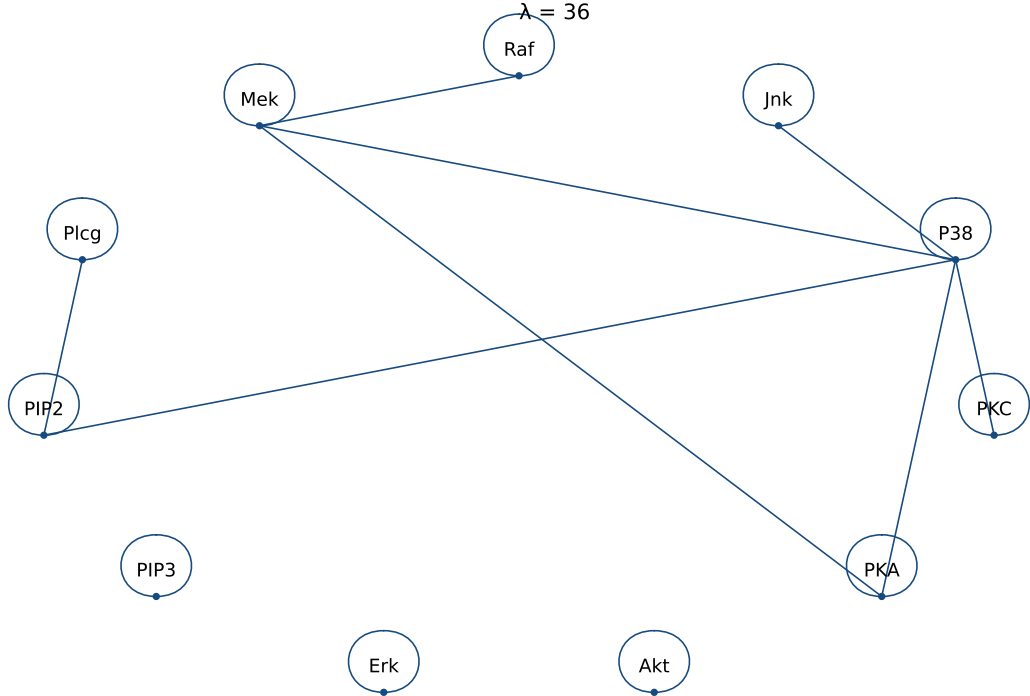 λ = 36
Raf
Mek
Jnk
Plcg
P38
PIP2
PKC
PIP3
PKA
Erk
Akt